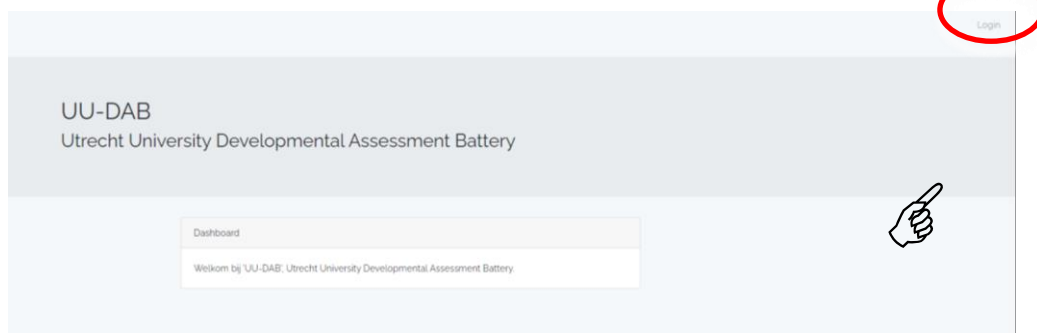 Login
UU-DAB
Utrecht University Developmental Assessment Battery
Dashboard
Welkom bij 'UU-DAB', Utrecht University Developmental Assessment Battery.